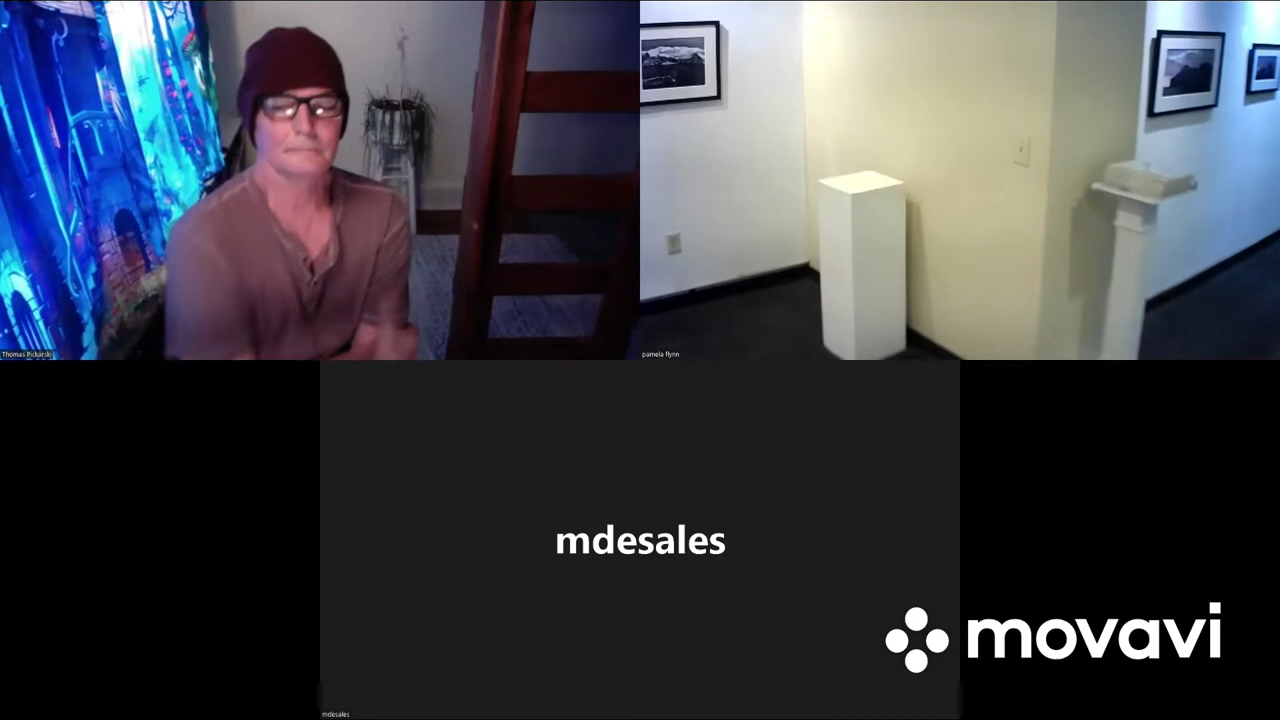 Thomas Pickarski
pamela flynn
mdesales
movavi
mdesales